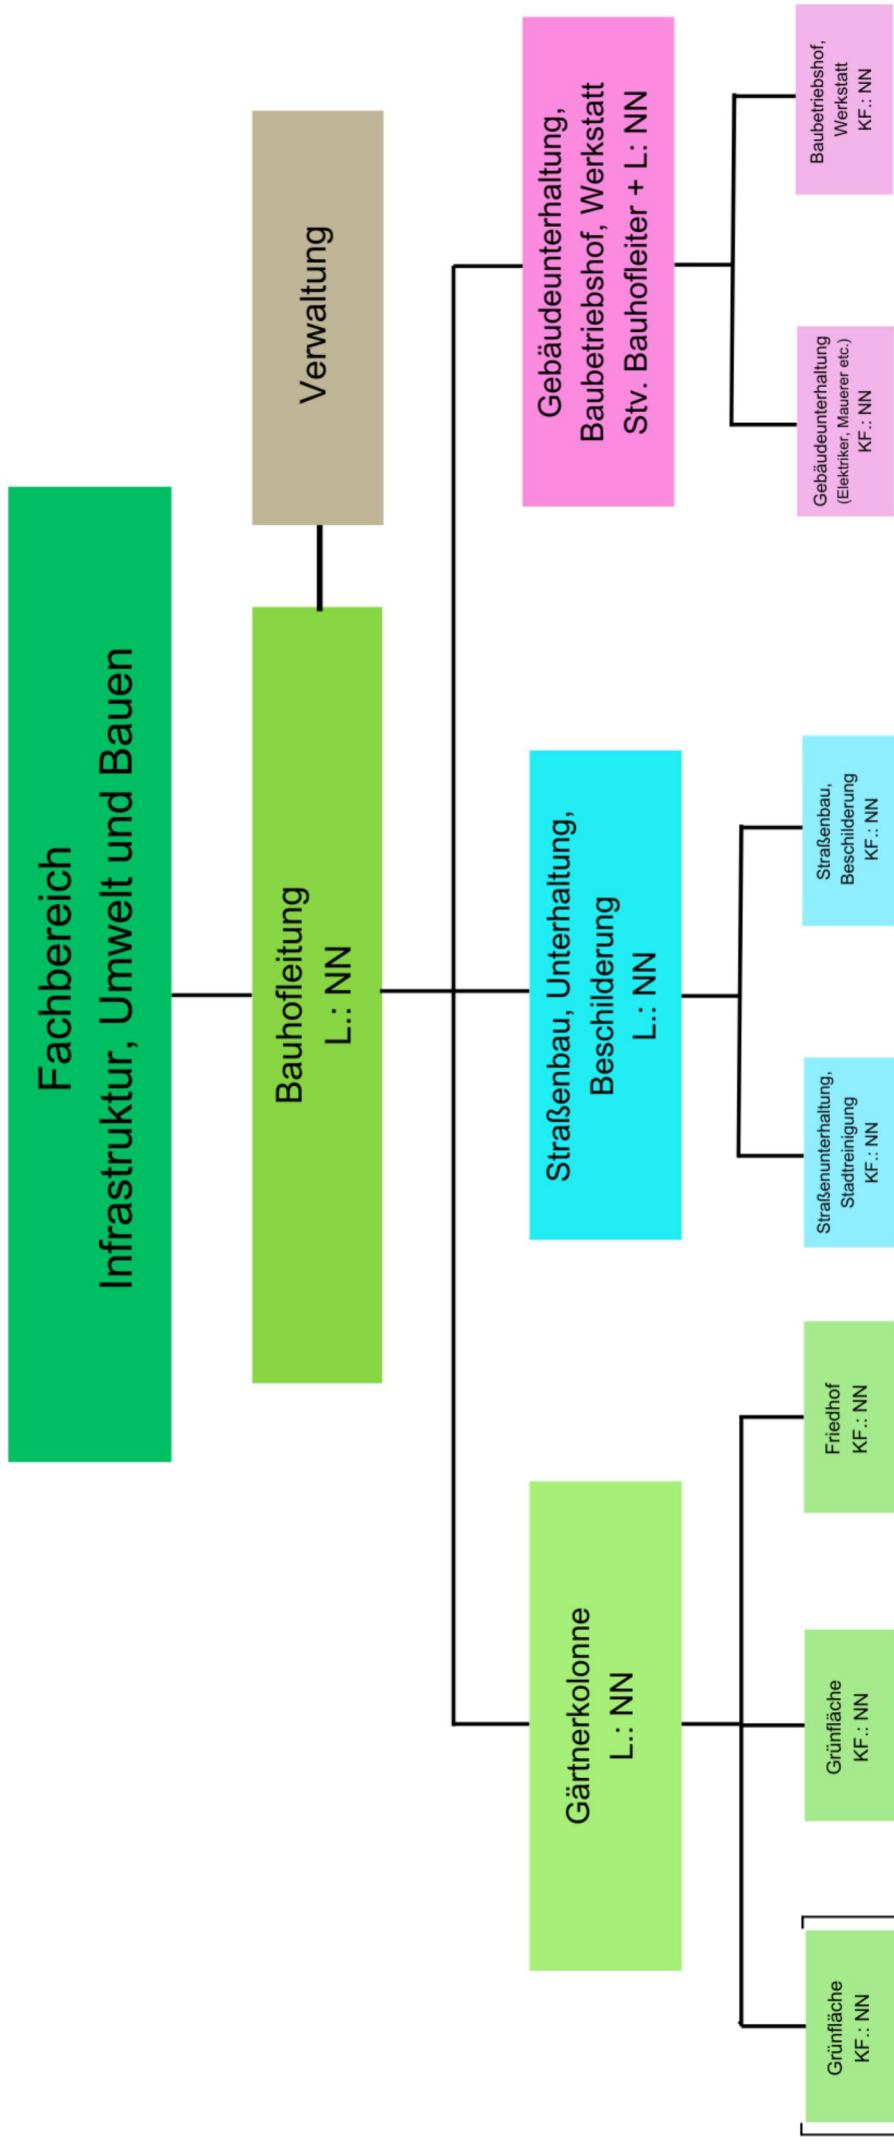 Fachbereich
Infrastruktur, Umwelt und Bauen
Bauhofleitung
L.: NN
Verwaltung
Gärtnerkolonne
L.: NN
Straßenbau, Unterhaltung,
Beschilderung
L.: NN
Gebäudeunterhaltung,
Baubetriebshof, Werkstatt
Stv. Bauhofleiter + L: NN
Grünfläche
KF.: NN
Grünfläche
KF.: NN
Friedhof
KF.: NN
Straßenunterhaltung,
Stadtreinigung
KF.: NN
Straßenbau,
Beschilderung
KF.: NN
Gebäudeunterhaltung
(Elektriker, Mauerer etc.)
KF.: NN
Baubetriebshof,
Werkstatt
KF.: NN